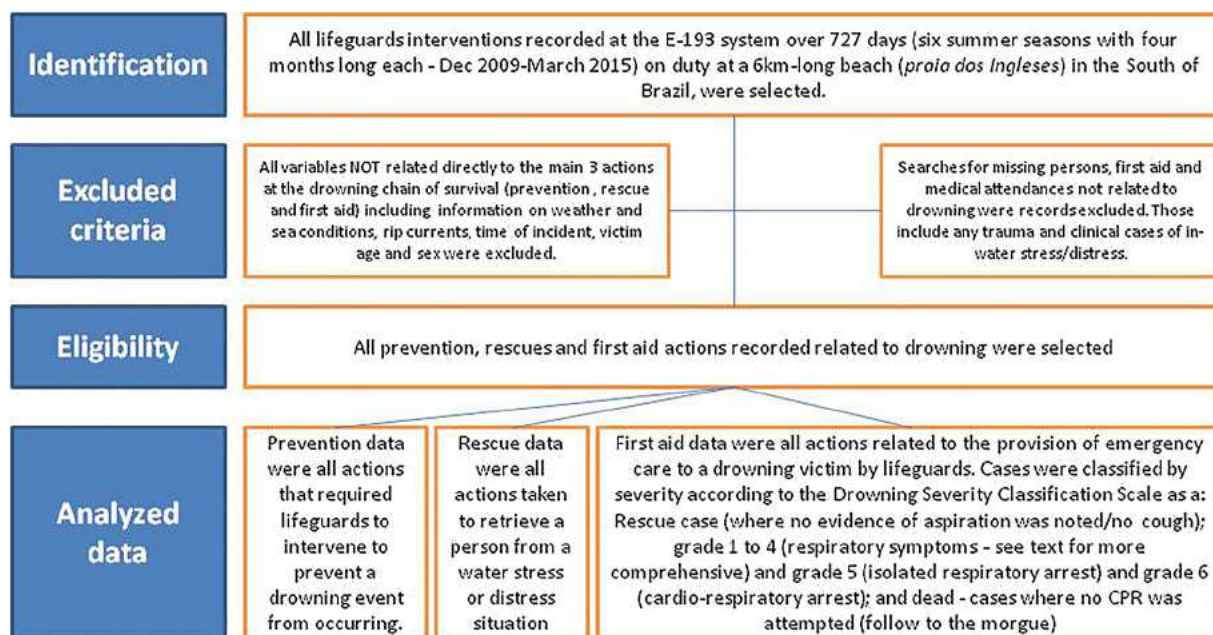 Identification
All lifeguards interventions recorded at the E-193 system over 727 days (six summer seasons with four
months long each - Dec 2009-March 2015) on duty at a 6km-long beach (praia dos Ingleses) in the South of
Brazil, were selected.
Excluded
criteria
All variables NOT related directly to the main 3 actions
at the drowning chain of survival (prevention , rescue
and first aid) including information on weather and
sea conditions, rip currents, time of incident, victim
age and sex were excluded.
Searches for missing persons, first aid and
medical attendances not related to
drowning were records excluded. Those
include any trauma and clinical cases of in-
water stress/distress.
Eligibility
All prevention, rescues and first aid actions recorded related to drowning were selected
Analyzed
data
Prevention data
were all actions
that required
lifeguards to
intervene to
prevent a
drowning event
from occurring.
Rescue data
were all
actions taken
to retrieve a
person from a
water stress
or distress
situation
First aid data were all actions related to the provision of emergency
care to a drowning victim by lifeguards. Cases were classified by
severity according to the Drowning Severity Classification Scale as a:
Rescue case (where no evidence of aspiration was noted/no cough);
grade 1 to 4 (respiratory symptoms - see text for more
comprehensive) and grade 5 (isolated respiratory arrest) and grade 6
(cardio-respiratory arrest); and dead - cases where no CPR was
attempted (follow to the morgue)